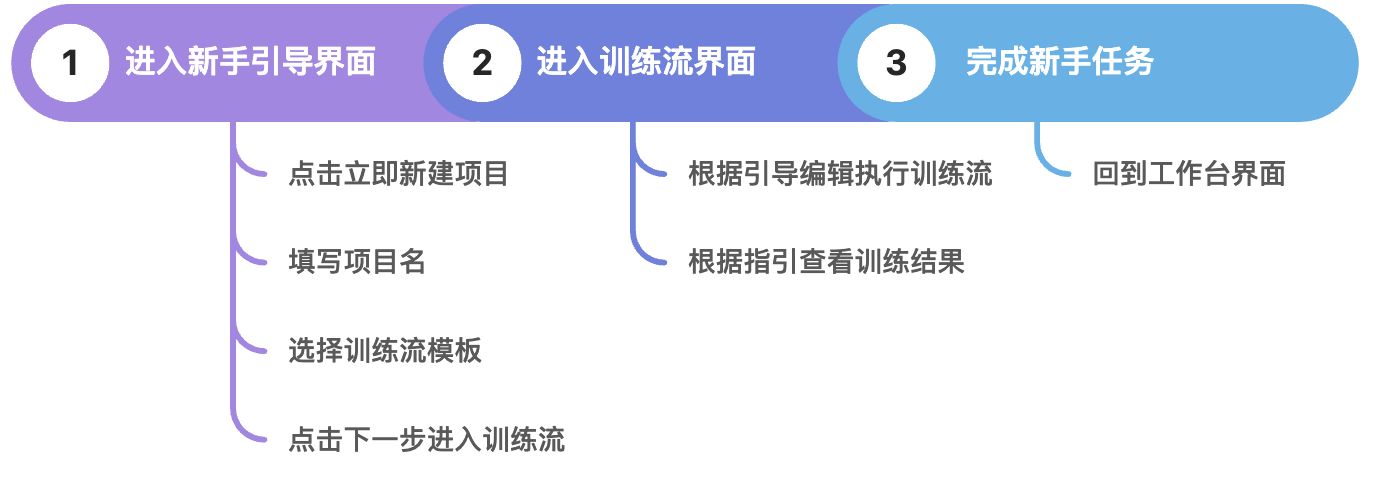 1 进入新手引导界面
2 进入训练流界面
3 完成新手任务
点击立即新建项目
填写项目名
选择训练流模板
点击下一步进入训练流
根据引导编辑执行训练流
根据指引查看训练结果
回到工作台界面